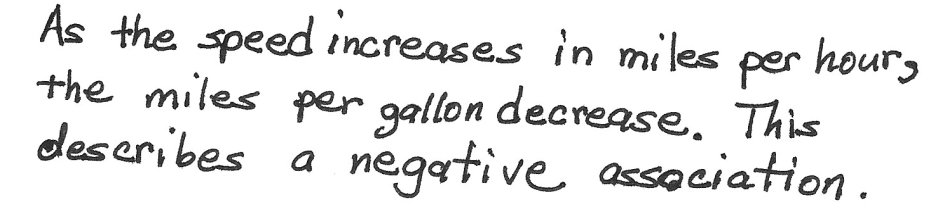 As the speed increases in miles per hour,
the miles per gallon decrease. This
describes a negative association.